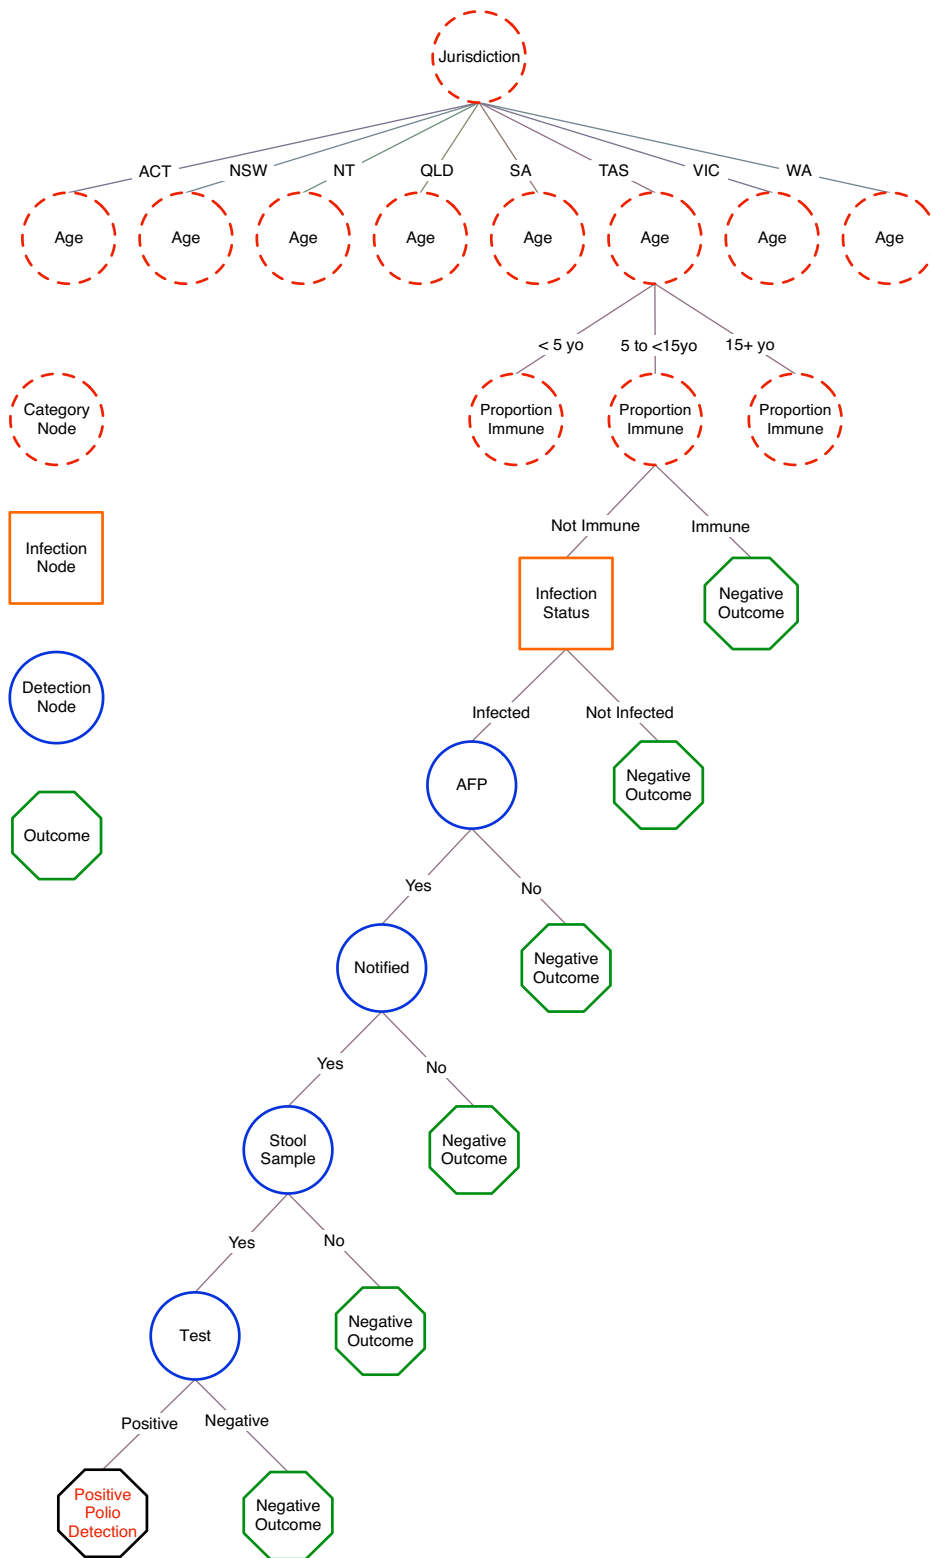 Jurisdiction
ACT
NSW
NT
QLD
SA
TAS
VIC
WA
Age
Age
Age
Age
Age
Age
Age
Age
< 5 yo
5 to <15yo
15+ yo
Category
Node
Proportion
Immune
Proportion
Immune
Proportion
Immune
Not Immune
Immune
Infection
Node
Infection
Status
Negative
Outcome
Infected
Not Infected
Detection
Node
AFP
Negative
Outcome
Outcome
Yes
No
Notified
Negative
Outcome
Yes
No
Stool
Sample
Negative
Outcome
Yes
No
Test
Negative
Outcome
Positive
Negative
Positive
Polio
Detection
Negative
Outcome